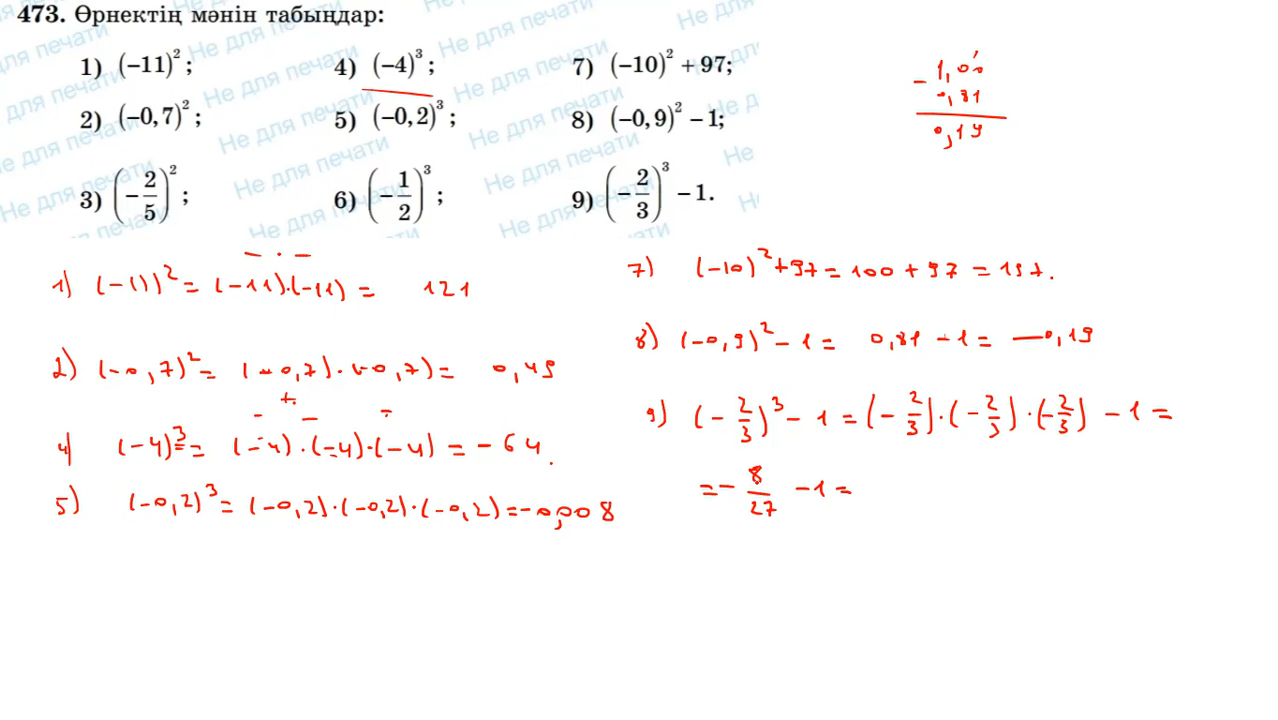 473. Өрнектің мәнін табыңдар:
1) (−11)²;
2) (−0,7)²;
3) (−2/5)²;
4) (−4)³;
5) (−0,2)³;
6) (−1/2)³;
7) (−10)² + 97;
8) (−0,9)² − 1;
9) (−2/3)³ − 1.
Не для печати
− 1,00
0,81
0,19
1) (−11)² = (−11)·(−11) = 121
2) (−0,7)² = (−0,7)·(−0,7) = 0,49
4) (−4)³ = (−4)·(−4)·(−4) = −64.
5) (−0,2)³ = (−0,2)·(−0,2)·(−0,2) = −0,008
7) (−10)² + 97 = 100 + 97 = 197.
8) (−0,9)² − 1 = 0,81 − 1 = −0,19
9) (−2/3)³ − 1 = (−2/3)·(−2/3)·(−2/3) − 1 =
= −8/27 − 1 =